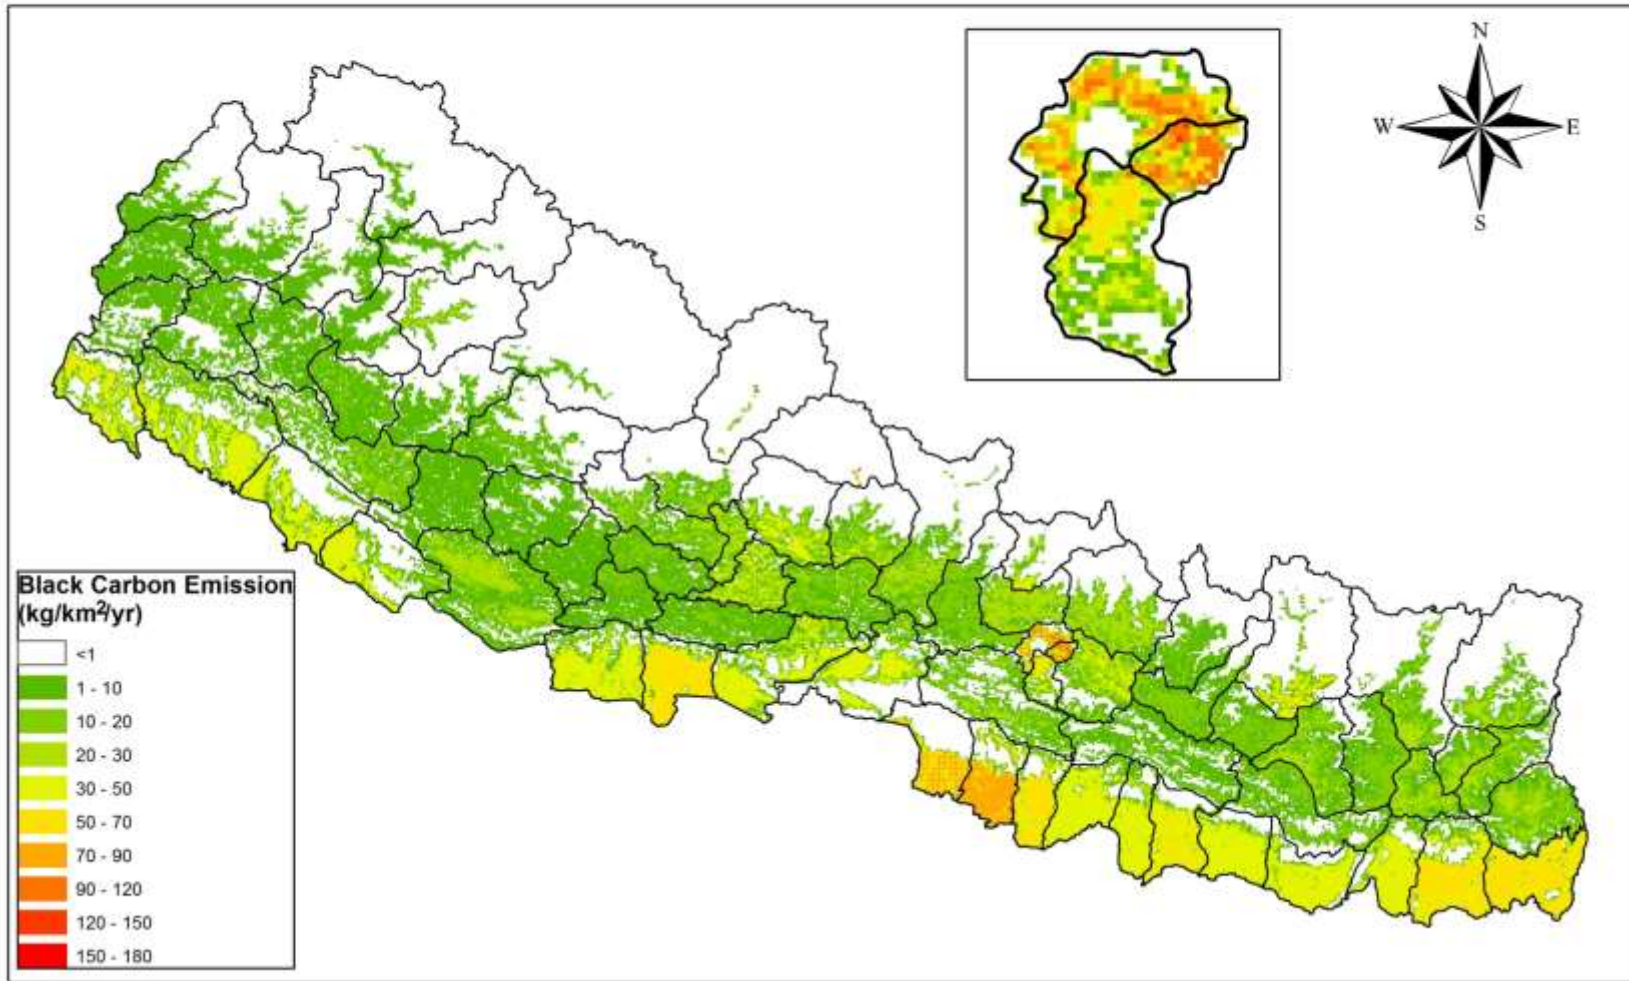 N
W E
S
Black Carbon Emission
(kg/km²/yr)
<1
1 - 10
10 - 20
20 - 30
30 - 50
50 - 70
70 - 90
90 - 120
120 - 150
150 - 180